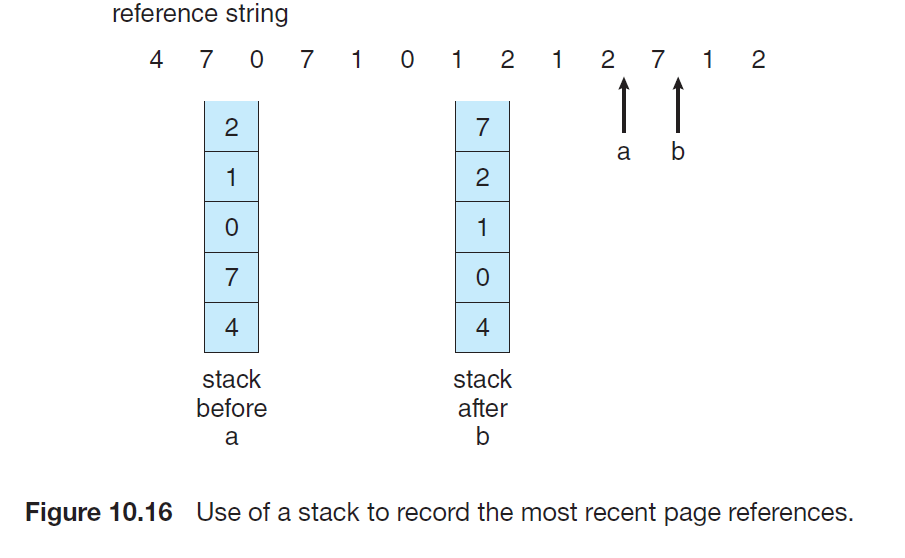 reference string
4 7 0 7 1 0 1 2 1 2 7 1 2
a b
2
1
0
7
4
stack
before
a
7
2
1
0
4
stack
after
b
Figure 10.16 Use of a stack to record the most recent page references.